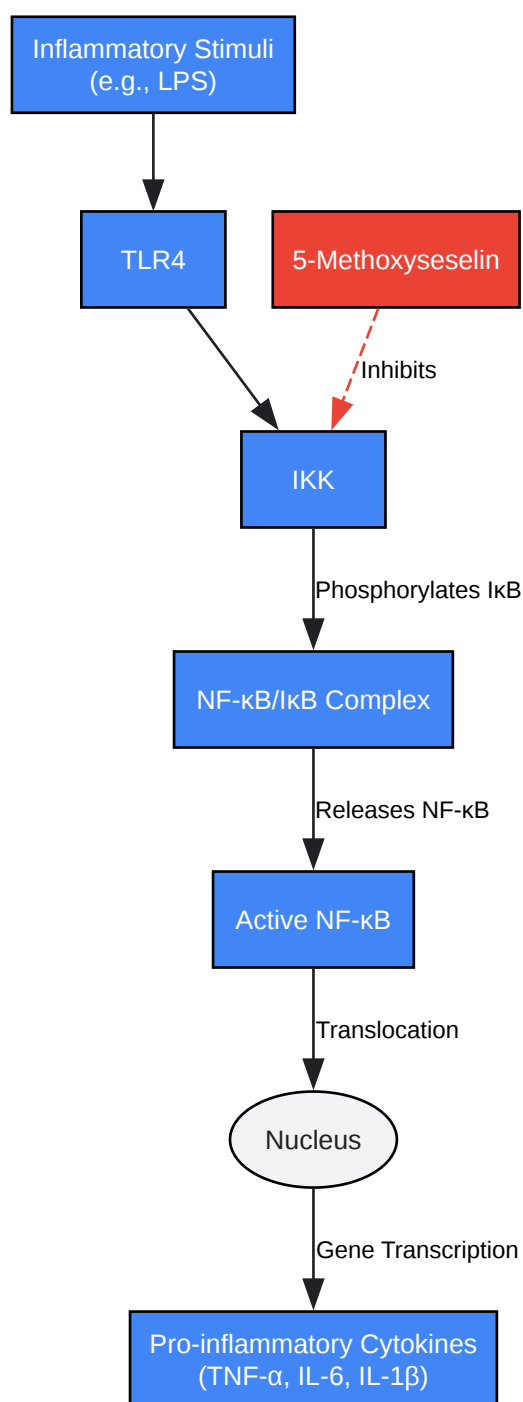 Inflammatory Stimuli
(e.g., LPS)
TLR4
5-Methoxyseselin
Inhibits
IKK
Phosphorylates IκB
NF-κB/IκB Complex
Releases NF-κB
Active NF-κB
Translocation
Nucleus
Gene Transcription
Pro-inflammatory Cytokines
(TNF-α, IL-6, IL-1β)